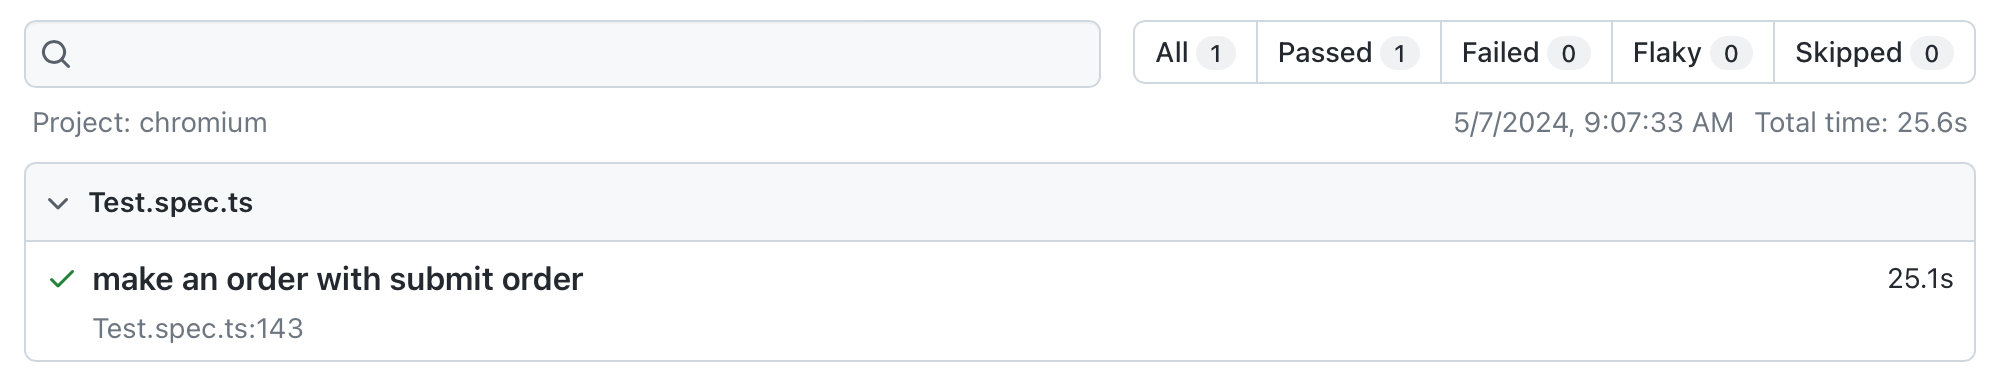 All 1 Passed 1 Failed 0 Flaky 0 Skipped 0
Project: chromium 5/7/2024, 9:07:33 AM Total time: 25.6s
Test.spec.ts
make an order with submit order 25.1s
Test.spec.ts:143